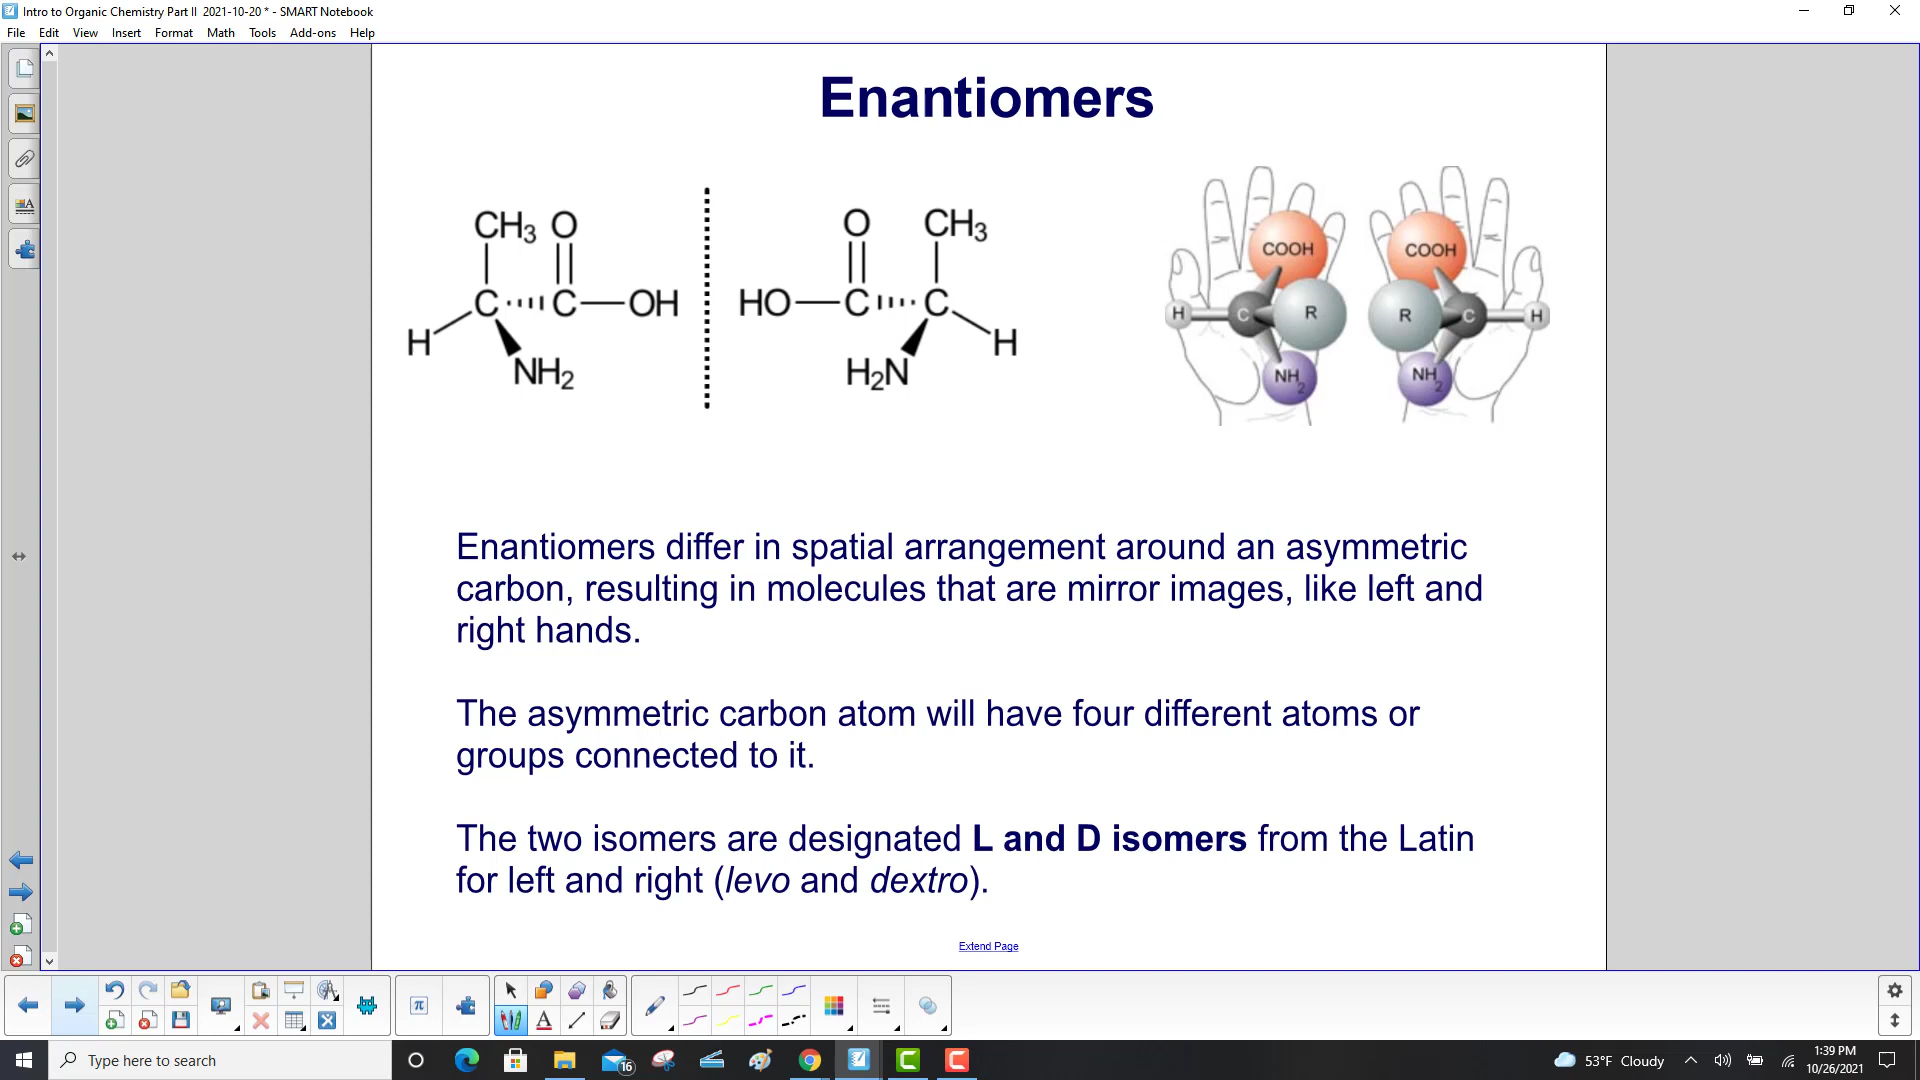 Intro to Organic Chemistry Part II  2021-10-20 * - SMART Notebook
File Edit View Insert Format Math Tools Add-ons Help
Enantiomers
CH3 O
C C OH
H
NH2
O CH3
HO C C
H
H2N
COOH
H C R
NH2
COOH
R C H
NH2
Enantiomers differ in spatial arrangement around an asymmetric
carbon, resulting in molecules that are mirror images, like left and
right hands.
The asymmetric carbon atom will have four different atoms or
groups connected to it.
The two isomers are designated L and D isomers from the Latin
for left and right (levo and dextro).
Extend Page
π
A
Type here to search
16
C
C
53°F Cloudy
1:39 PM
10/26/2021